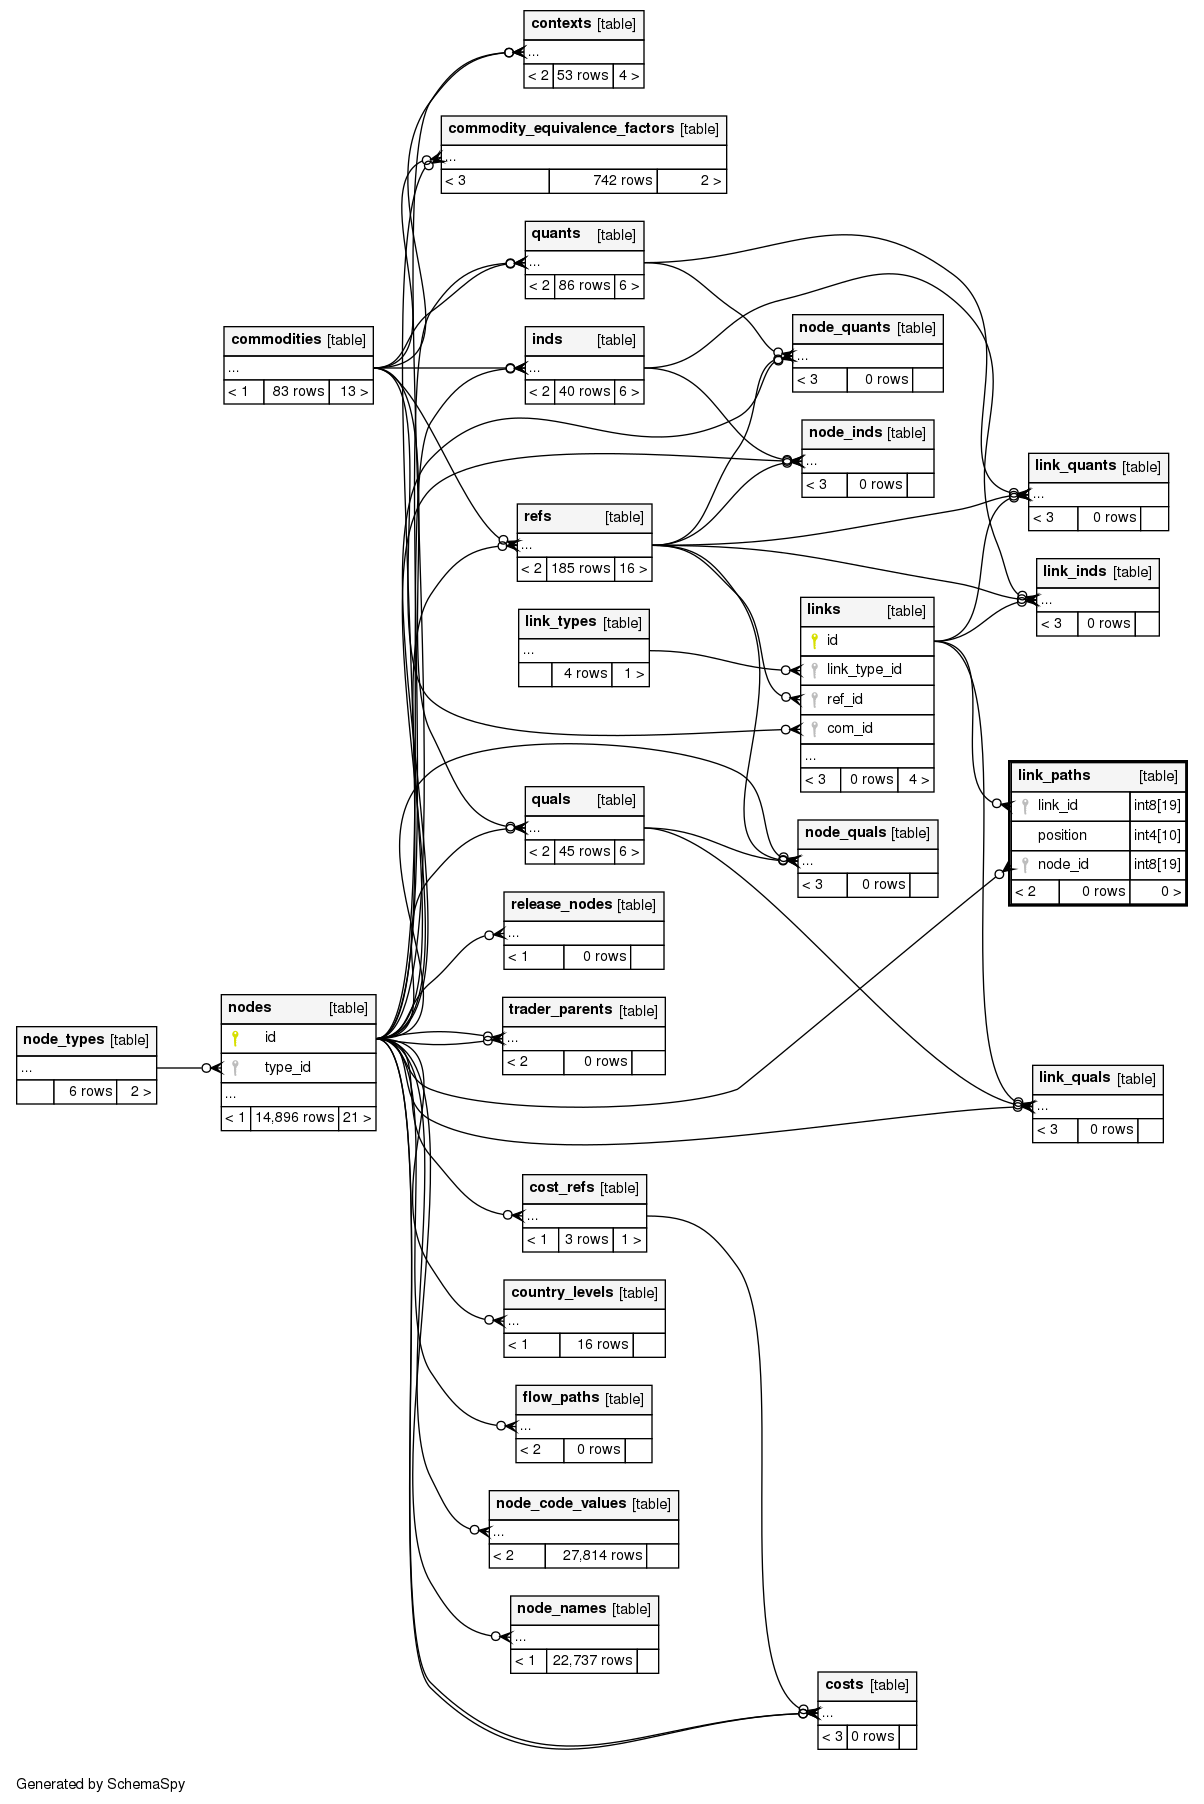 contexts [table]
...
< 2 53 rows 4 >
commodity_equivalence_factors [table]
...
< 3 742 rows 2 >
quants [table]
...
< 2 86 rows 6 >
commodities [table]
...
< 1 83 rows 13 >
inds [table]
...
< 2 40 rows 6 >
node_quants [table]
...
< 3 0 rows
node_inds [table]
...
< 3 0 rows
link_quants [table]
...
< 3 0 rows
refs [table]
...
< 2 185 rows 16 >
link_inds [table]
...
< 3 0 rows
link_types [table]
...
4 rows 1 >
links [table]
id
link_type_id
ref_id
com_id
...
< 3 0 rows 4 >
link_paths [table]
link_id int8[19]
position int4[10]
node_id int8[19]
< 2 0 rows 0 >
quals [table]
...
< 2 45 rows 6 >
node_quals [table]
...
< 3 0 rows
release_nodes [table]
...
< 1 0 rows
nodes [table]
id
type_id
...
< 1 14,896 rows 21 >
node_types [table]
...
6 rows 2 >
trader_parents [table]
...
< 2 0 rows
link_quals [table]
...
< 3 0 rows
cost_refs [table]
...
< 1 3 rows 1 >
country_levels [table]
...
< 1 16 rows
flow_paths [table]
...
< 2 0 rows
node_code_values [table]
...
< 2 27,814 rows
node_names [table]
...
< 1 22,737 rows
costs [table]
...
< 3 0 rows
Generated by SchemaSpy